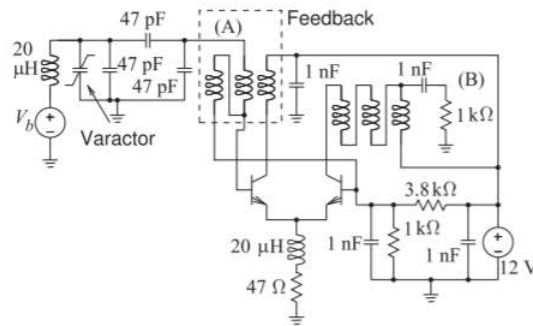 47 pF
(A)
Feedback
20
μH
47 pF
47 pF
1 nF
1 nF
(B)
1 kΩ
V_b
Varactor
3.8 kΩ
20 μH
1 nF
1 kΩ
1 nF
47 Ω
12 V